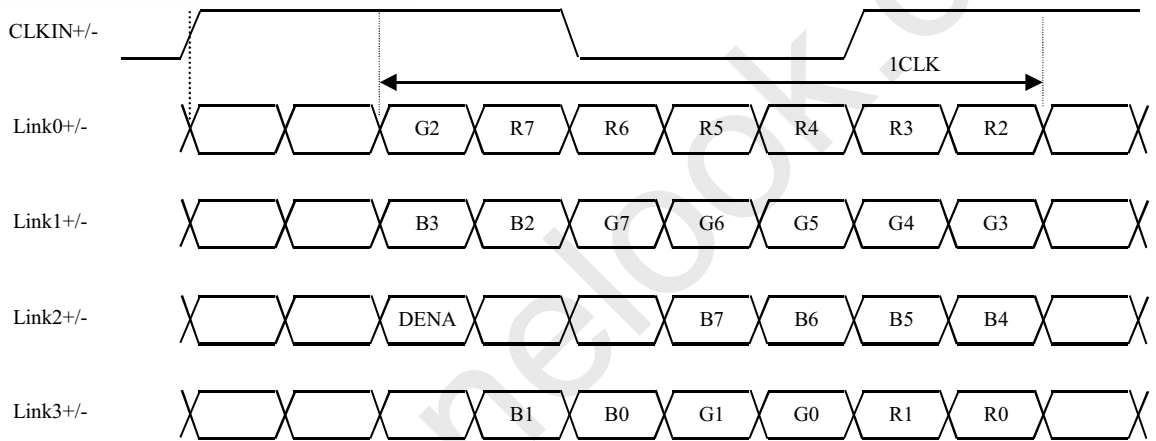 CLKIN+/-
1CLK
Link0+/- G2 R7 R6 R5 R4 R3 R2
Link1+/- B3 B2 G7 G6 G5 G4 G3
Link2+/- DENA B7 B6 B5 B4
Link3+/- B1 B0 G1 G0 R1 R0